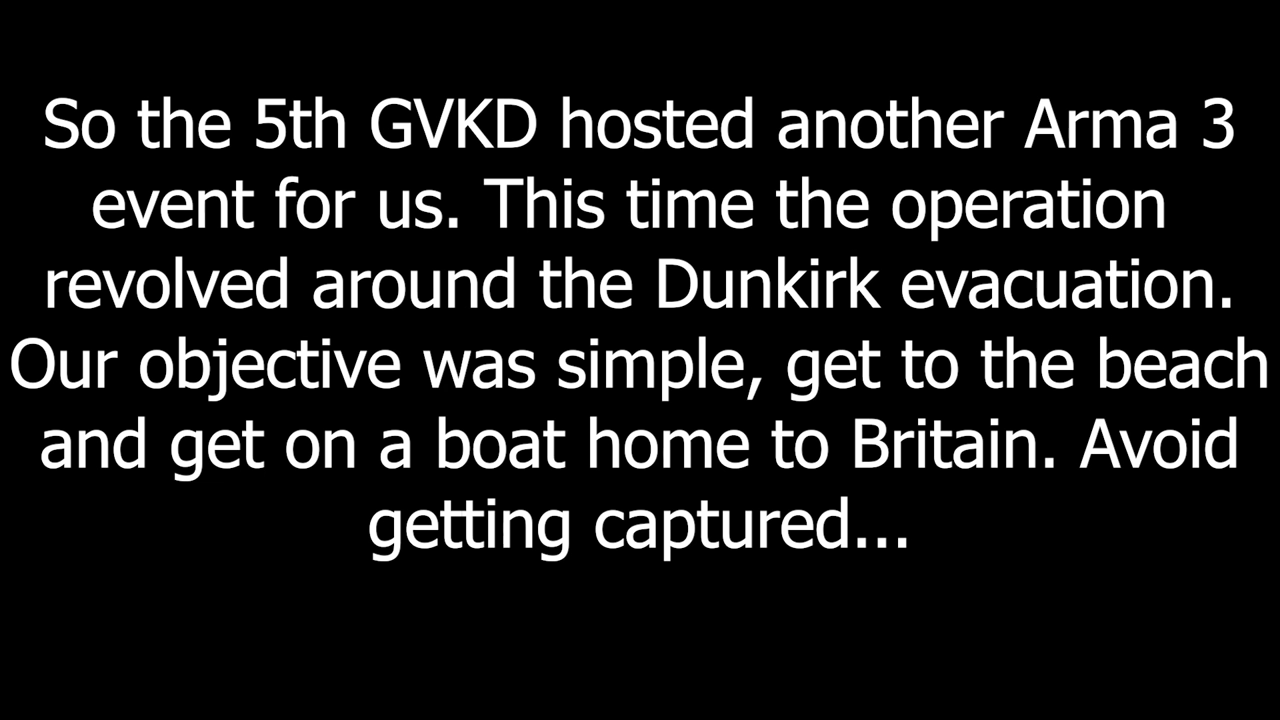 So the 5th GVKD hosted another Arma 3
event for us. This time the operation
revolved around the Dunkirk evacuation.
Our objective was simple, get to the beach
and get on a boat home to Britain. Avoid
getting captured...